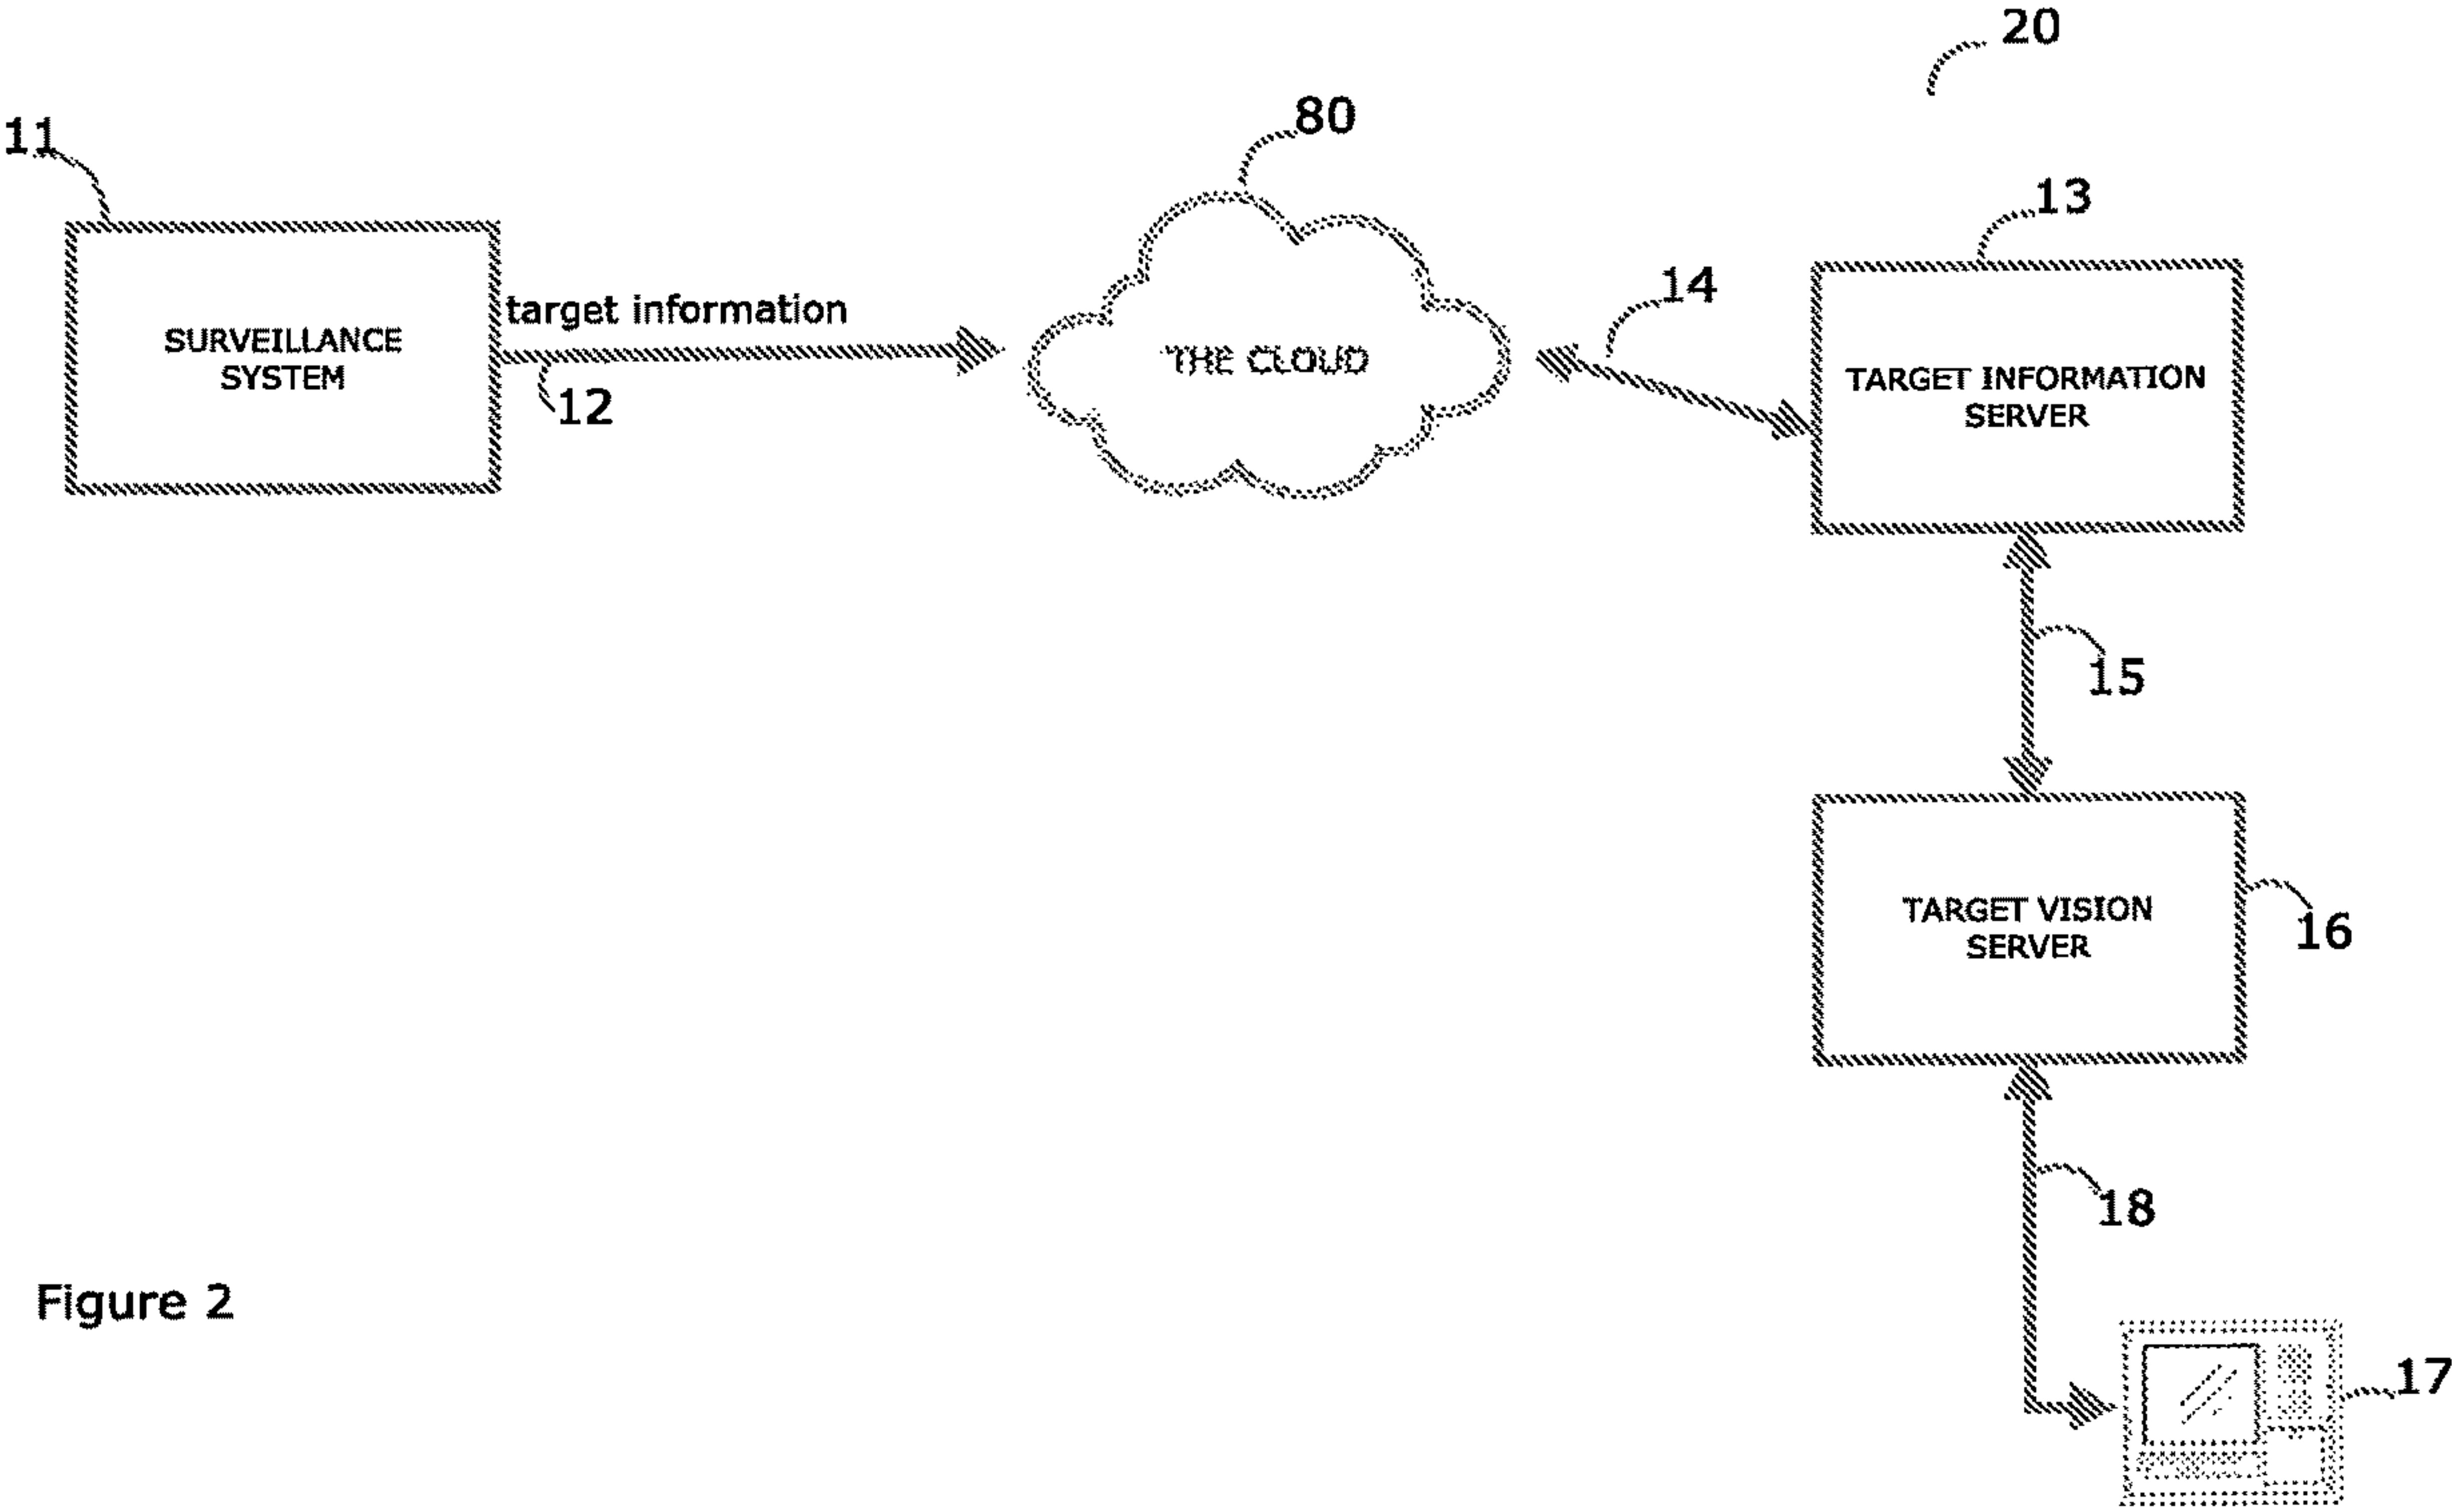 20
80
11
13
14
target information
SURVEILLANCE
SYSTEM
THE CLOUD
TARGET INFORMATION
SERVER
12
15
TARGET VISION
SERVER
16
18
Figure 2
17